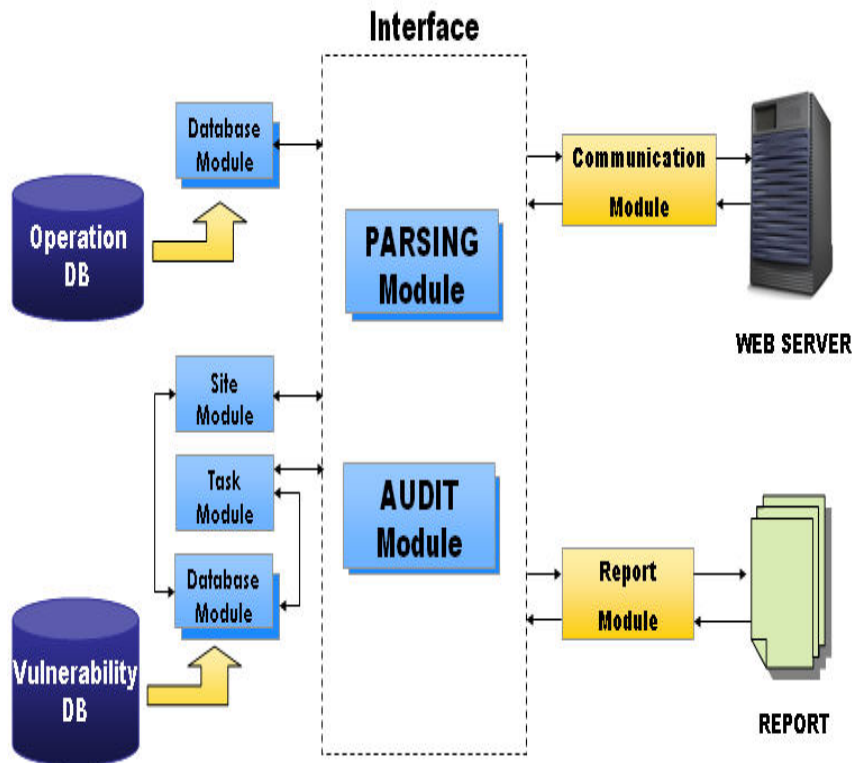 Interface
Database
Module
Operation
DB
PARSING
Module
Communication
Module
WEB SERVER
Site
Module
Task
Module
Database
Module
Vulnerability
DB
AUDIT
Module
Report
Module
REPORT